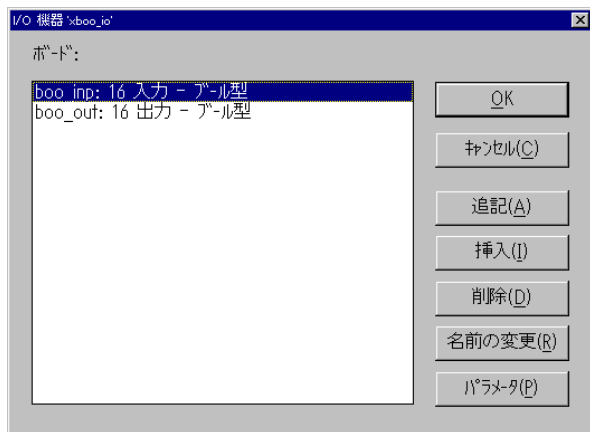 I/O 機器 'xboo_io'
ﾎﾞｰﾄﾞ:
boo_inp: 16 入力 - ﾌﾞｰﾙ型
boo_out: 16 出力 - ﾌﾞｰﾙ型
OK
ｷｬﾝｾﾙ(C)
追記(A)
挿入(I)
削除(D)
名前の変更(R)
ﾊﾟﾗﾒｰﾀ(P)